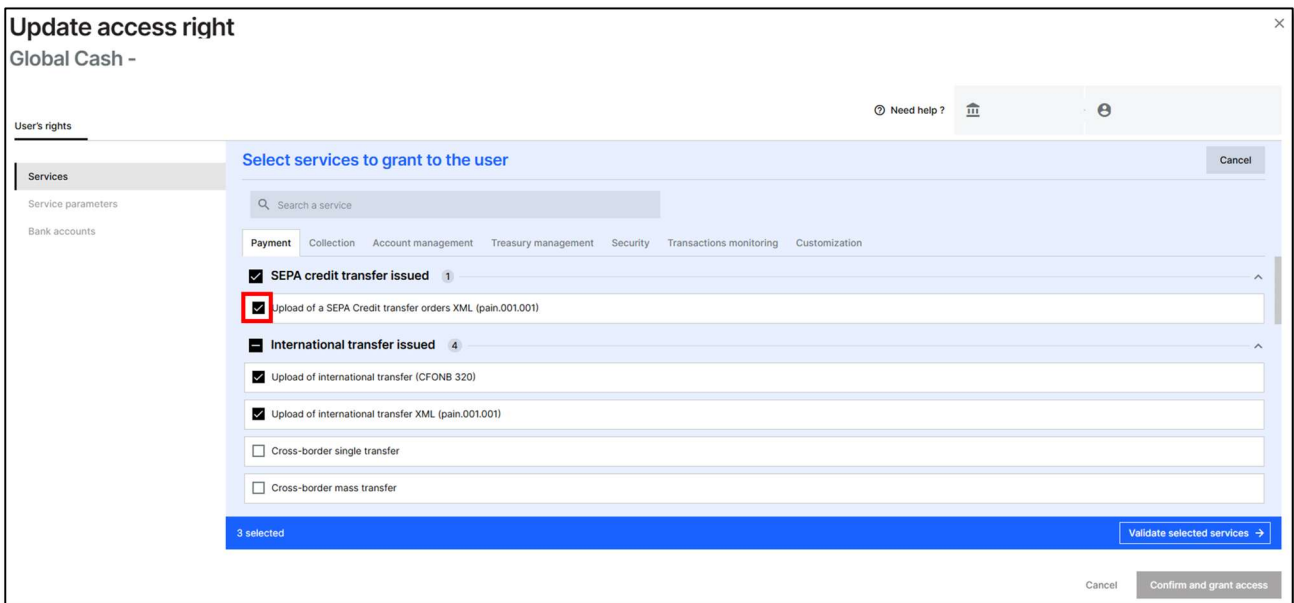 Update access right
Global Cash -
Need help ?
User's rights
Services
Service parameters
Bank accounts
Select services to grant to the user
Cancel
Search a service
Payment Collection Account management Treasury management Security Transactions monitoring Customization
SEPA credit transfer issued 1
Upload of a SEPA Credit transfer orders XML (pain.001.001)
International transfer issued 4
Upload of international transfer (CFONB 320)
Upload of international transfer XML (pain.001.001)
Cross-border single transfer
Cross-border mass transfer
3 selected
Validate selected services →
Cancel
Confirm and grant access